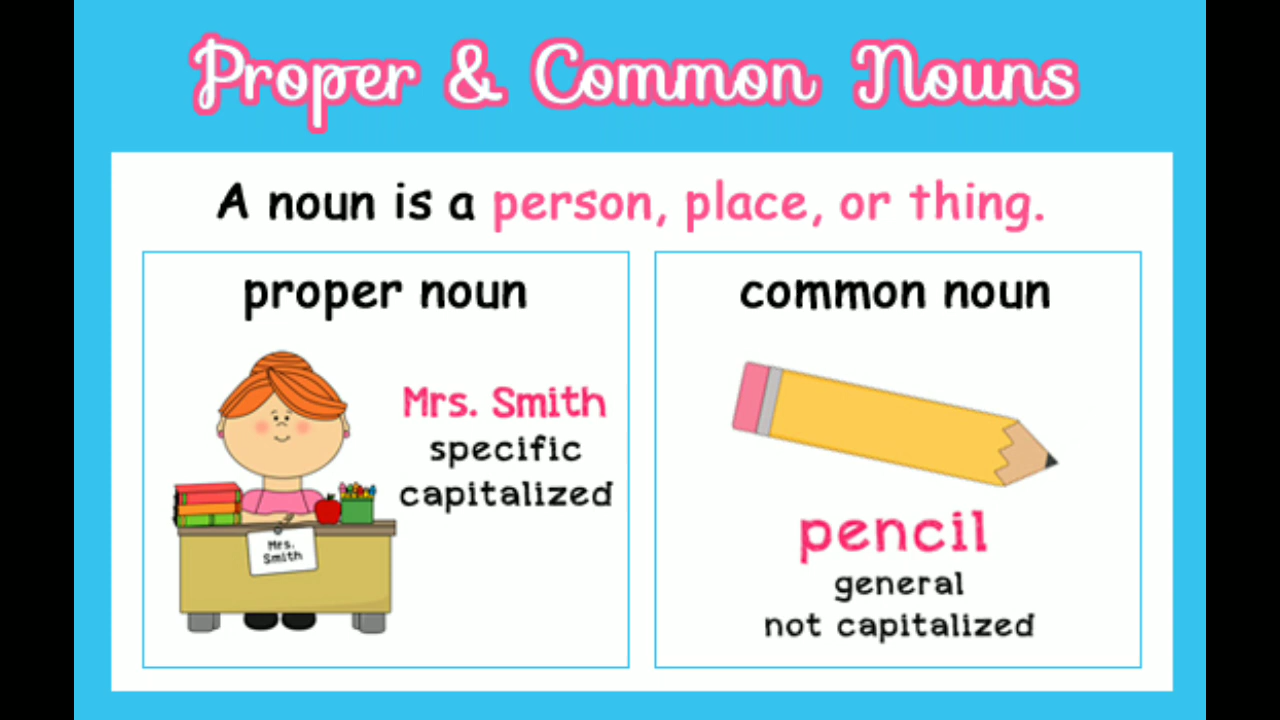 Proper & Common Nouns
A noun is a person, place, or thing.
proper noun
Mrs. Smith
specific
capitalized
Mrs.
Smith
common noun
pencil
general
not capitalized